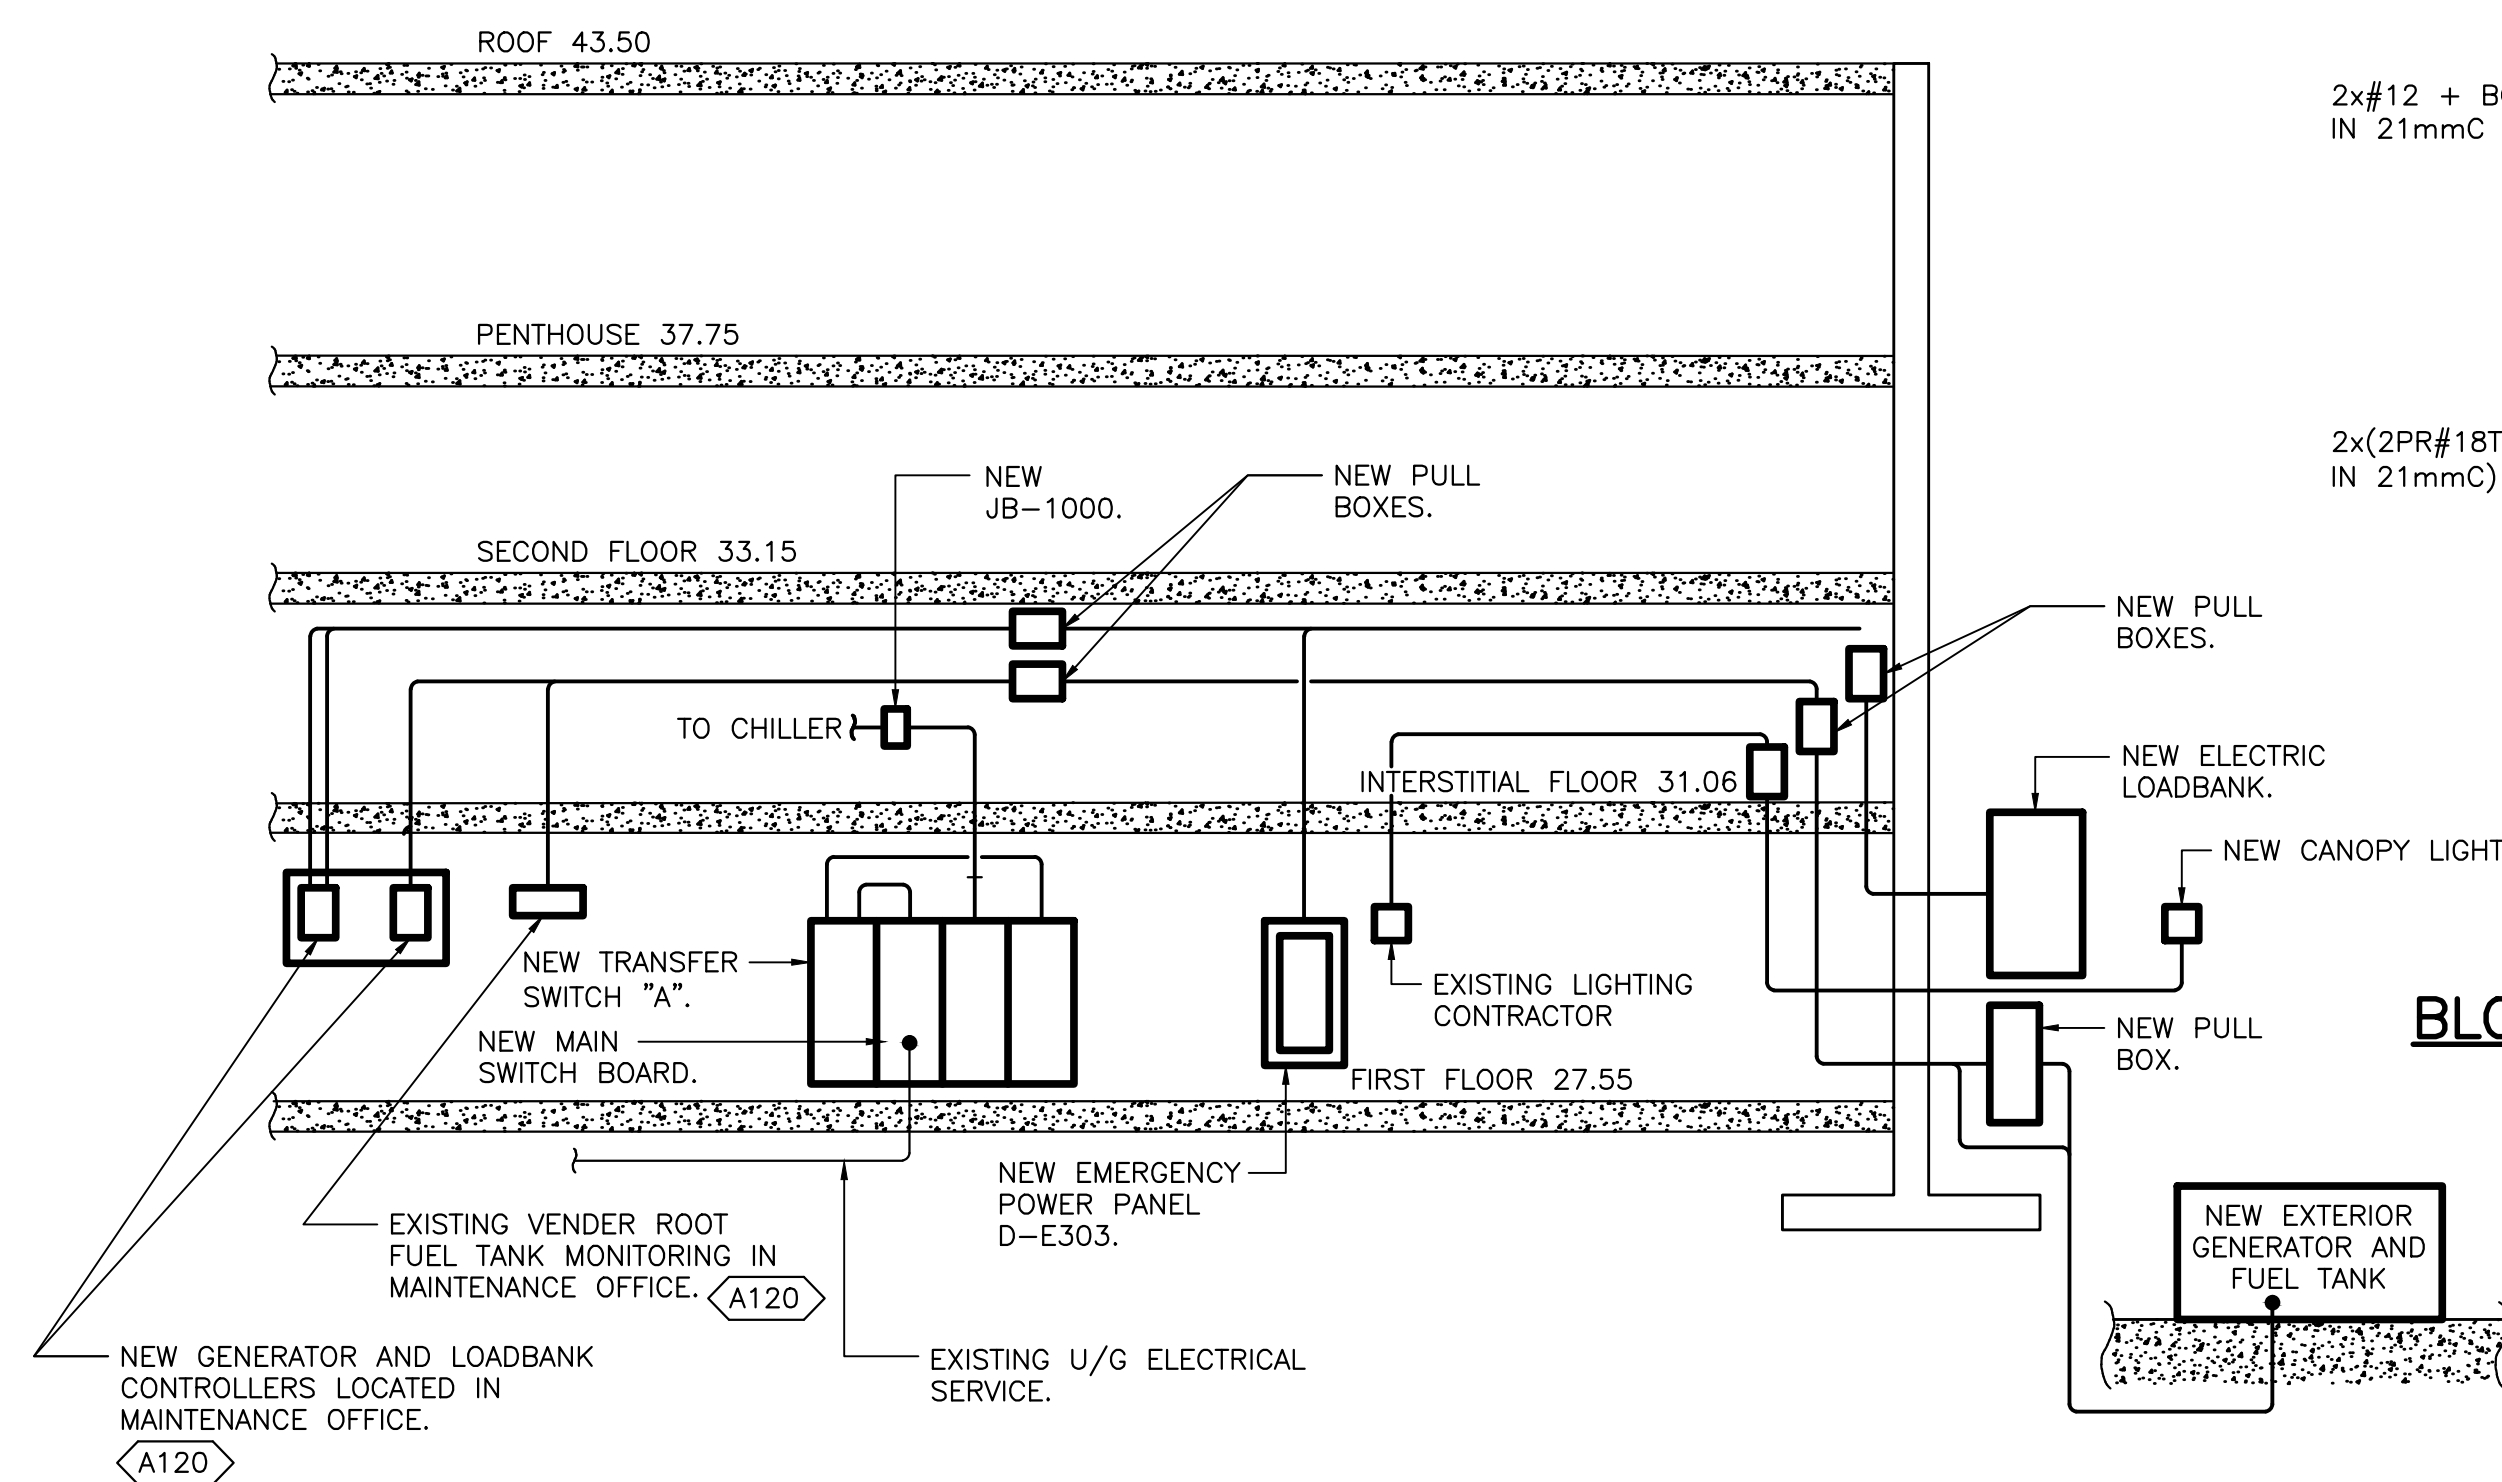 ROOF 43.50
2x#12 + B
IN 21mmC
PENTHOUSE 37.75
2x(2PR#18T
IN 21mmC)
NEW
JB-1000.
NEW PULL
BOXES.
SECOND FLOOR 33.15
NEW PULL
BOXES.
TO CHILLER
INTERSTITIAL FLOOR 31.06
NEW ELECTRIC
LOADBANK.
NEW CANOPY LIGHT
NEW TRANSFER
SWITCH "A".
EXISTING LIGHTING
CONTRACTOR
NEW MAIN
SWITCH BOARD.
NEW PULL
BOX.
BLO
FIRST FLOOR 27.55
NEW EMERGENCY
POWER PANEL
D-E303.
EXISTING VENDER ROOT
FUEL TANK MONITORING IN
MAINTENANCE OFFICE.
A120
NEW EXTERIOR
GENERATOR AND
FUEL TANK
NEW GENERATOR AND LOADBANK
CONTROLLERS LOCATED IN
MAINTENANCE OFFICE.
A120
EXISTING U/G ELECTRICAL
SERVICE.